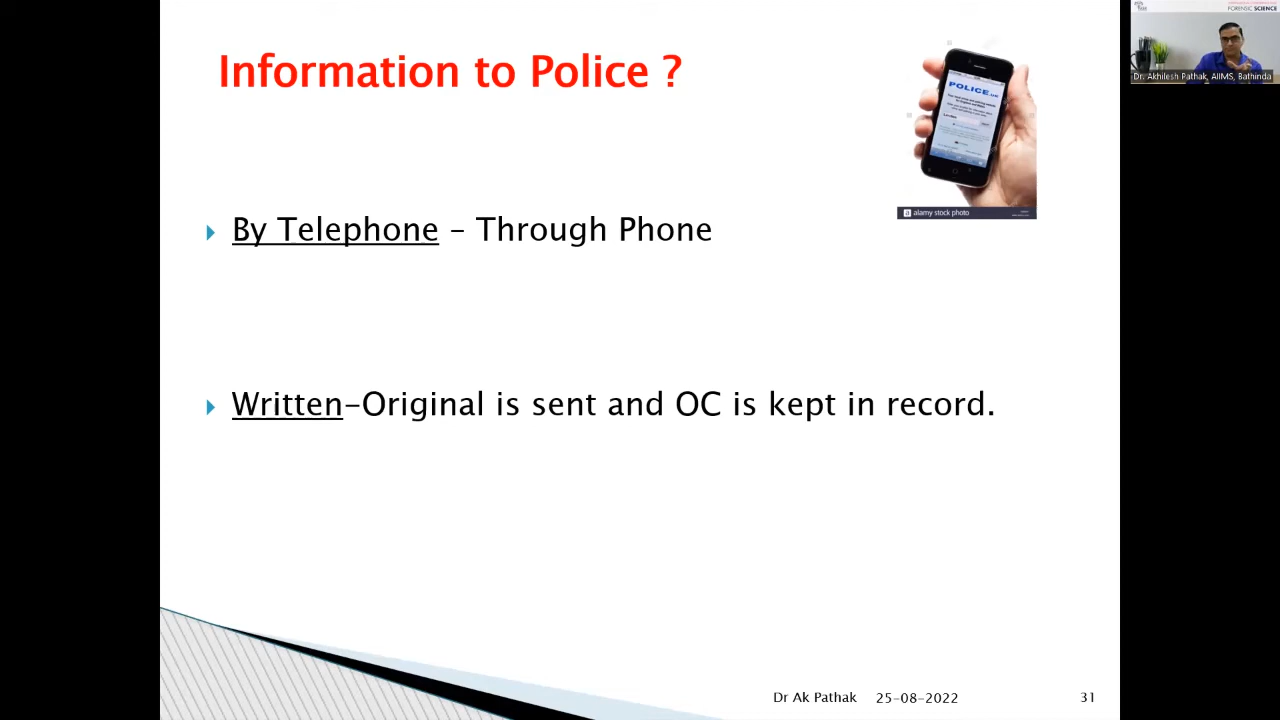 Information to Police ?
POLICE.UK
alamy stock photo
By Telephone – Through Phone
Written-Original is sent and OC is kept in record.
Dr Ak Pathak 25-08-2022 31
FORENSIC SCIENCE
Dr. Akhilesh Pathak, AIIMS, Bathinda